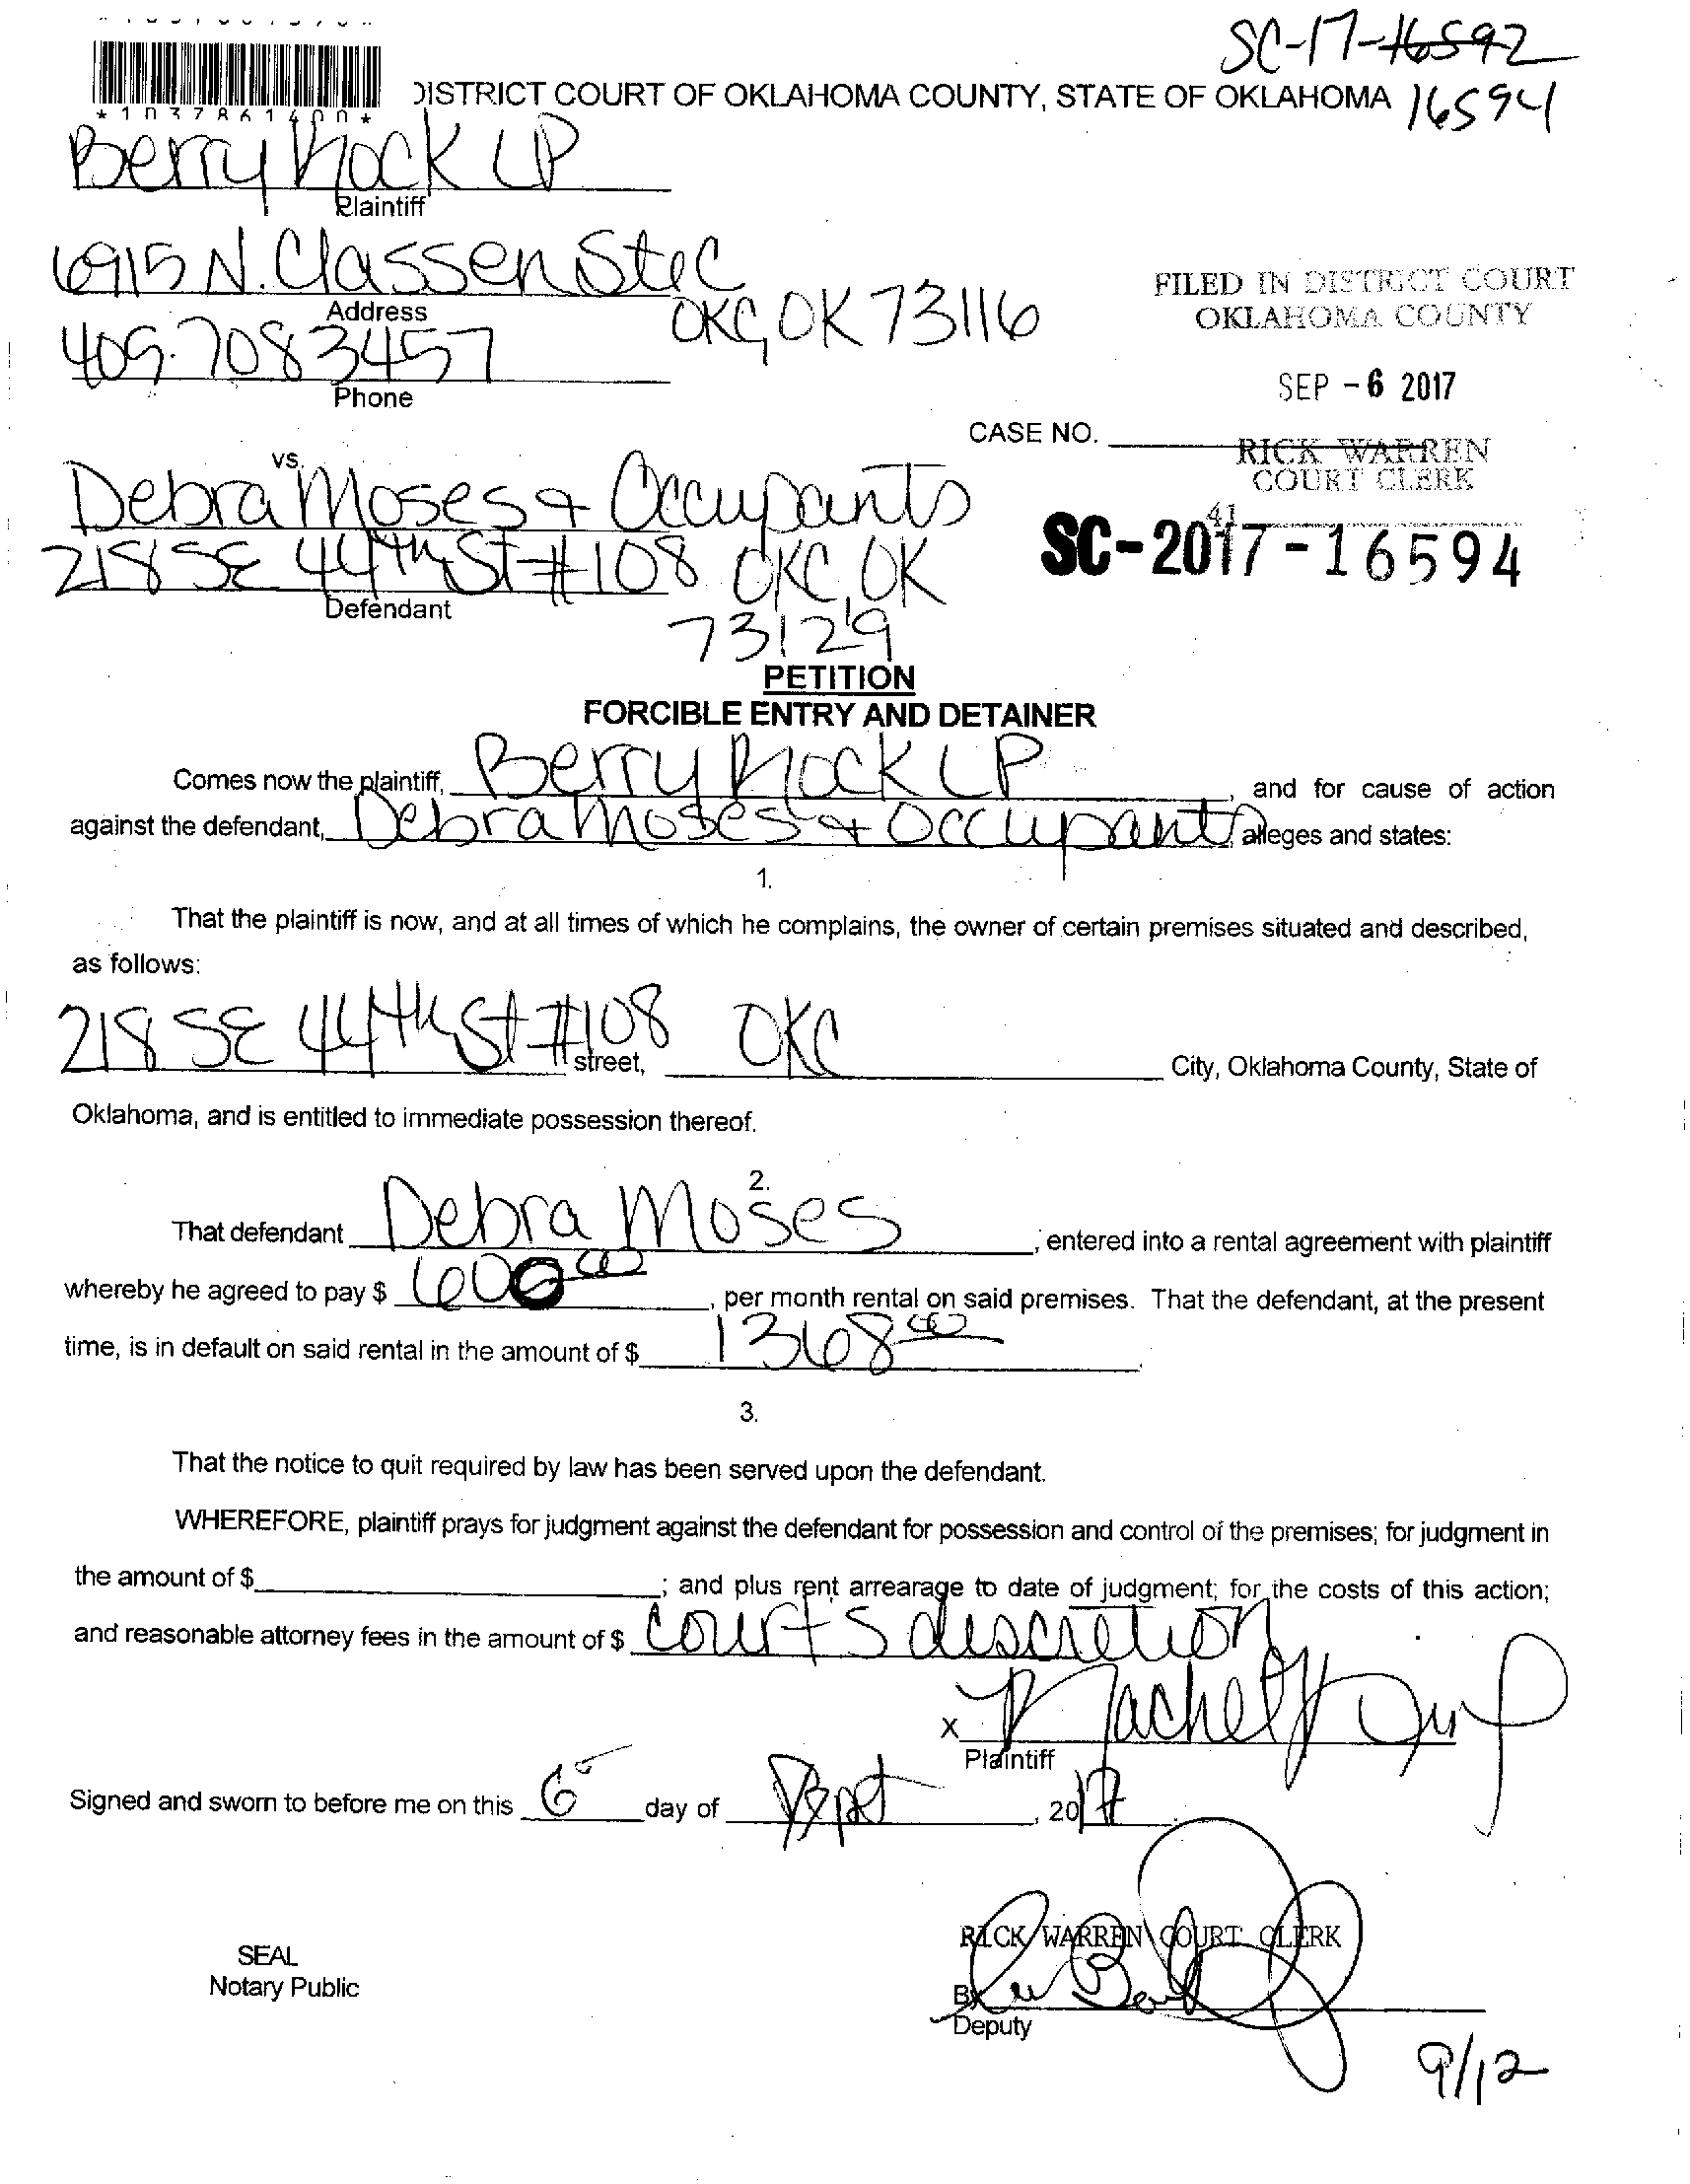 SC-17-16592
*1037861400*
DISTRICT COURT OF OKLAHOMA COUNTY, STATE OF OKLAHOMA 16594
Berry Rock LP
Plaintiff
6915 N. Classen Ste C
Address
OKC, OK 73116
405.7083457
Phone
FILED IN DISTRICT COURT
OKLAHOMA COUNTY
SEP -6 2017
CASE NO.
RICK WARREN
COURT CLERK
41
vs.
Debra Moses & Occupants
SC-2017-16594
218 SE 44th St #108 OKC, OK
Defendant
73129
PETITION
FORCIBLE ENTRY AND DETAINER
Comes now the plaintiff, Berry Rock LP, and for cause of action
against the defendant, Debra Moses & Occupants, alleges and states:
1.
That the plaintiff is now, and at all times of which he complains, the owner of certain premises situated and described,
as follows:
218 SE 44th St #108 street, OKC City, Oklahoma County, State of
Oklahoma, and is entitled to immediate possession thereof.
2.
That defendant Debra Moses, entered into a rental agreement with plaintiff
whereby he agreed to pay $ 600.00, per month rental on said premises. That the defendant, at the present
time, is in default on said rental in the amount of $ 1368.00.
3.
That the notice to quit required by law has been served upon the defendant.
WHEREFORE, plaintiff prays for judgment against the defendant for possession and control of the premises; for judgment in
the amount of $ ; and plus rent arrearage to date of judgment; for the costs of this action;
and reasonable attorney fees in the amount of $ court's discretion
x Rachel
Plaintiff
Signed and sworn to before me on this 6 day of Sept, 2017
RICK WARREN COURT CLERK
SEAL
Notary Public
By
Deputy
9/12